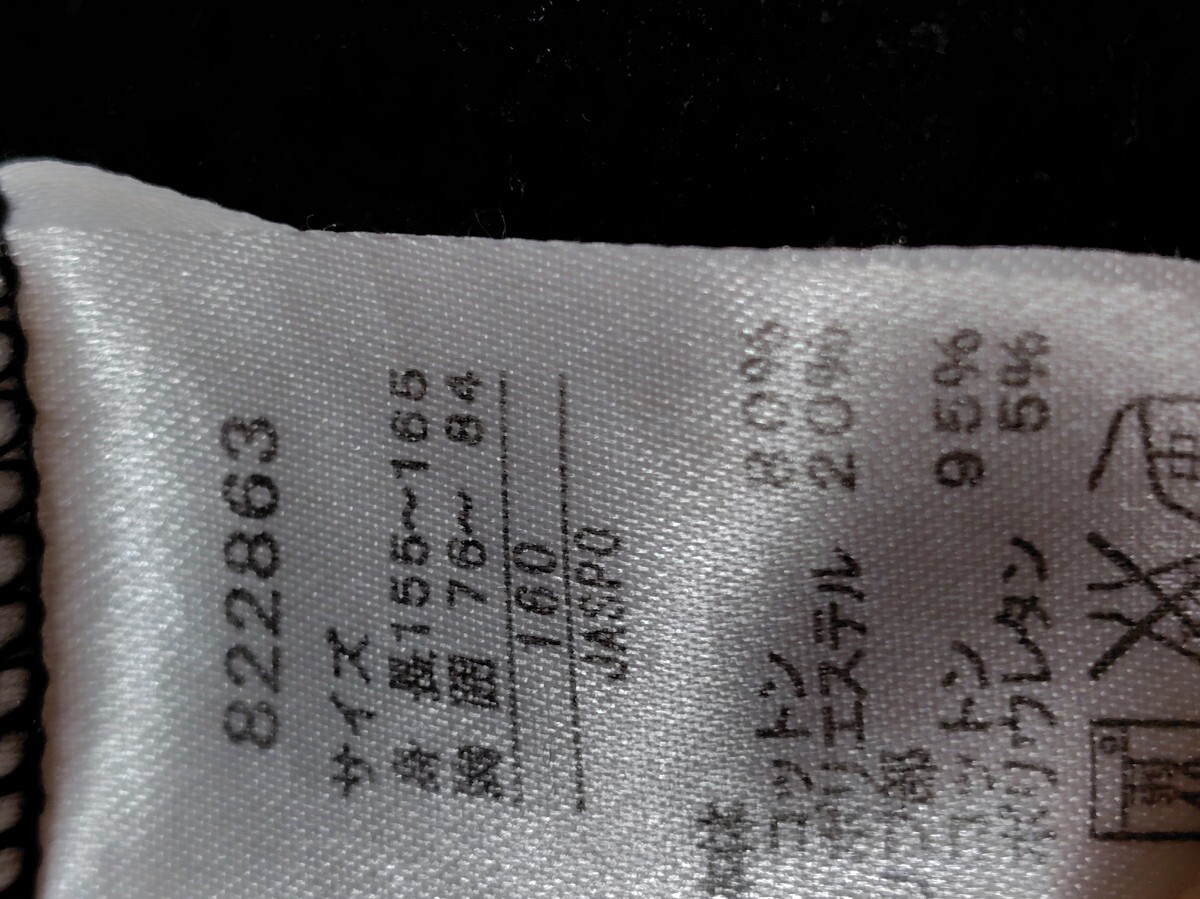 822863
サイズ
身長155～165
胸囲 76～ 84
160
JASPO
コットン 80%
ポリエステル 20%
部
コットン 95%
ポリウレタン 5%